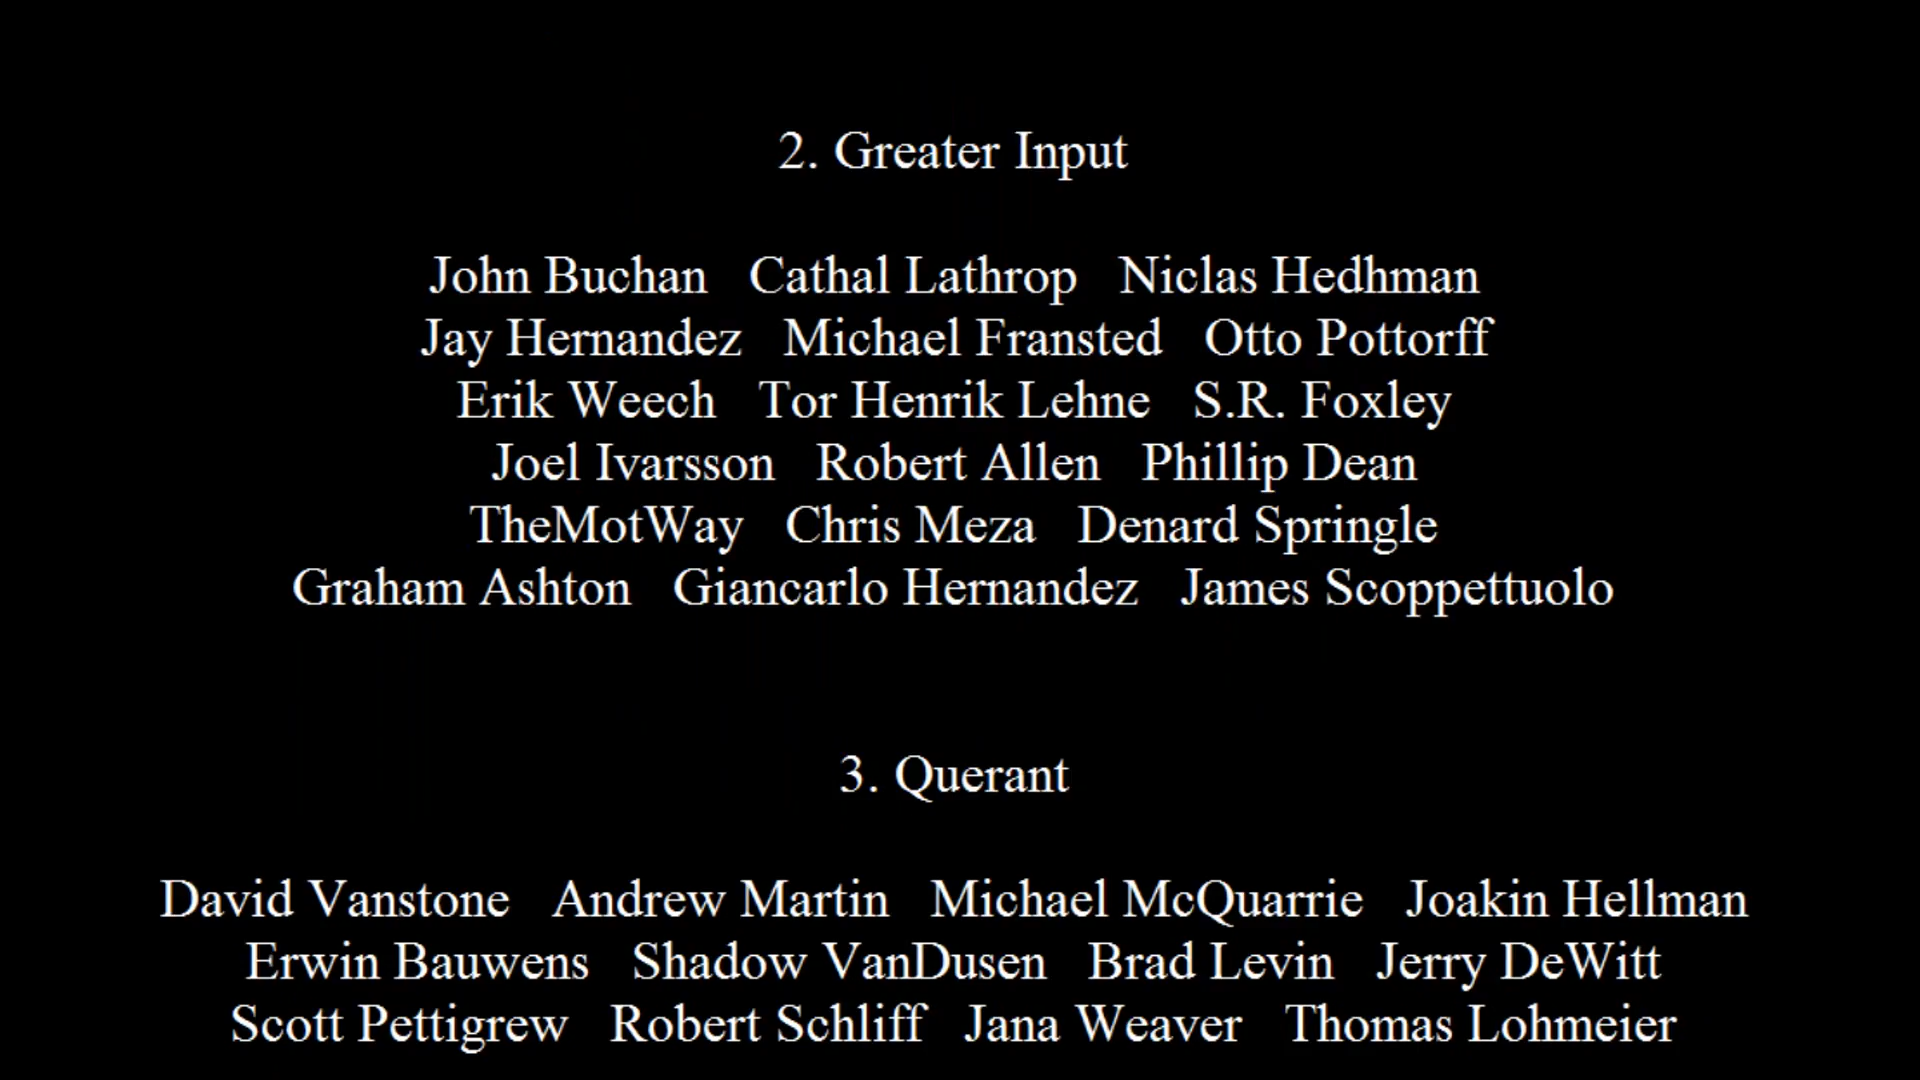 2. Greater Input
John Buchan Cathal Lathrop Niclas Hedhman
Jay Hernandez Michael Fransted Otto Pottorff
Erik Weech Tor Henrik Lehne S.R. Foxley
Joel Ivarsson Robert Allen Phillip Dean
TheMotWay Chris Meza Denard Springle
Graham Ashton Giancarlo Hernandez James Scoppettuolo
3. Querant
David Vanstone Andrew Martin Michael McQuarrie Joakin Hellman
Erwin Bauwens Shadow VanDusen Brad Levin Jerry DeWitt
Scott Pettigrew Robert Schliff Jana Weaver Thomas Lohmeier